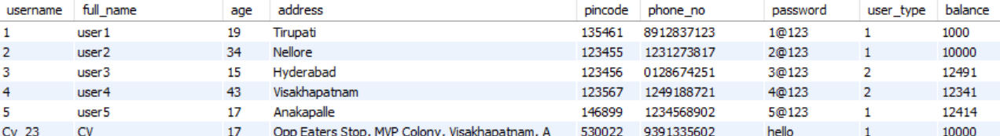 username full_name age address pincode phone_no password user_type balance
1 user1 19 Tirupati 135461 8912837123 1@123 1 1000
2 user2 34 Nellore 123455 1231273817 2@123 1 10000
3 user3 15 Hyderabad 123456 0128674251 3@123 2 12491
4 user4 43 Visakhapatnam 123567 1249188721 4@123 2 12341
5 user5 17 Anakapalle 146899 1234568902 5@123 1 12414
Cv_23 CV 17 Opp Eaters Stop, MVP Colony, Visakhapatnam, A 530022 9391335602 hello 1 10000